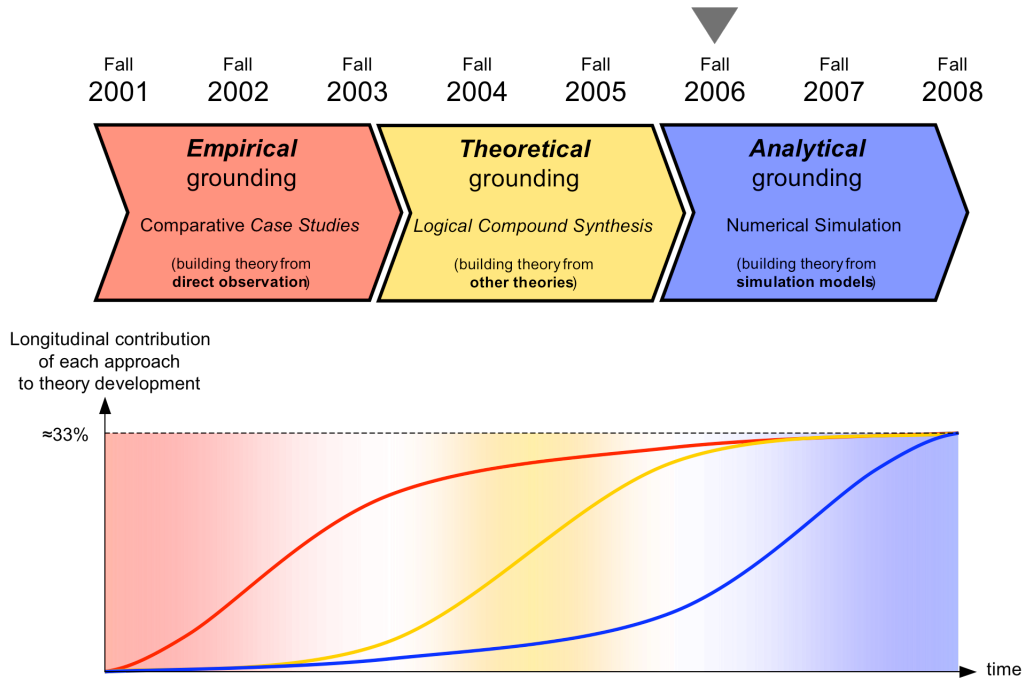 Fall Fall Fall Fall Fall Fall Fall Fall
2001 2002 2003 2004 2005 2006 2007 2008
Empirical
grounding
Comparative Case Studies
(building theory from
direct observation)
Theoretical
grounding
Logical Compound Synthesis
(building theory from
other theories)
Analytical
grounding
Numerical Simulation
(building theory from
simulation models)
Longitudinal contribution
of each approach
to theory development
≈33%
time